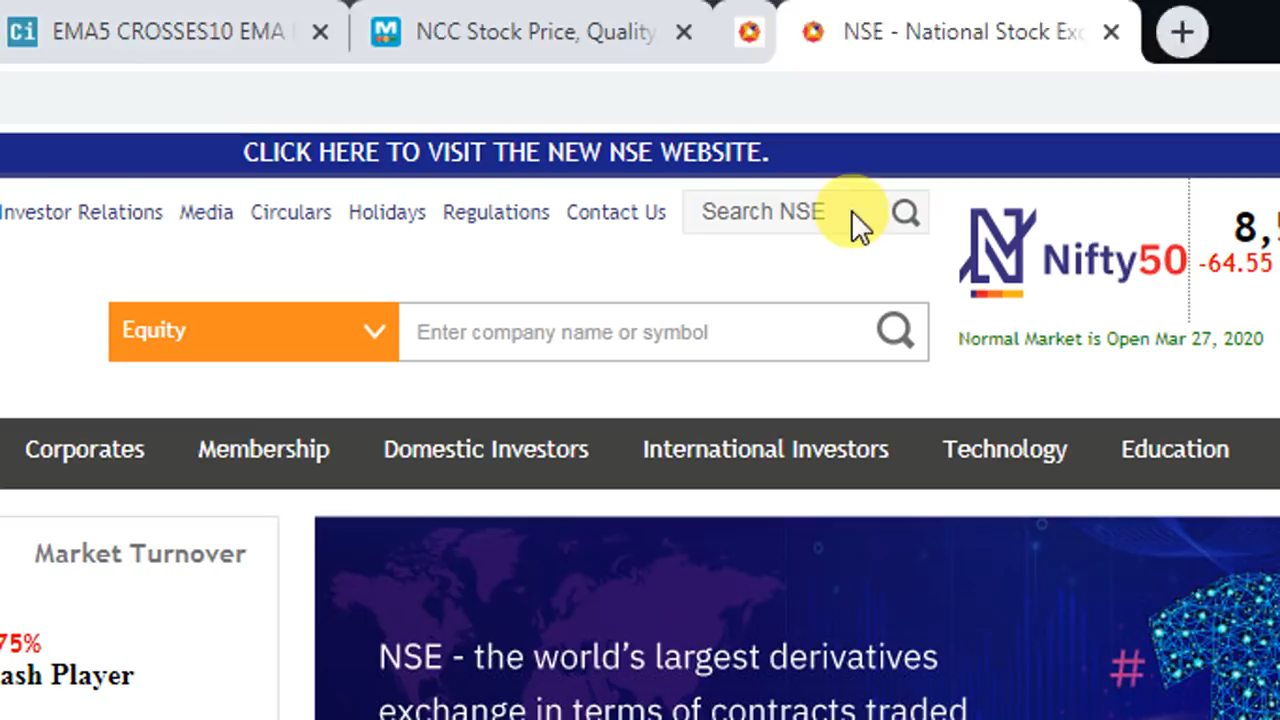 Ci EMA5 CROSSES10 EMA
NCC Stock Price, Quality,
NSE - National Stock Exc
CLICK HERE TO VISIT THE NEW NSE WEBSITE.
Investor Relations Media Circulars Holidays Regulations Contact Us
Search NSE
Nifty50
8,
-64.55
Equity
Enter company name or symbol
Normal Market is Open Mar 27, 2020
Corporates Membership Domestic Investors International Investors Technology Education
Market Turnover
75%
ash Player
NSE - the world's largest derivatives
exchange in terms of contracts traded
#